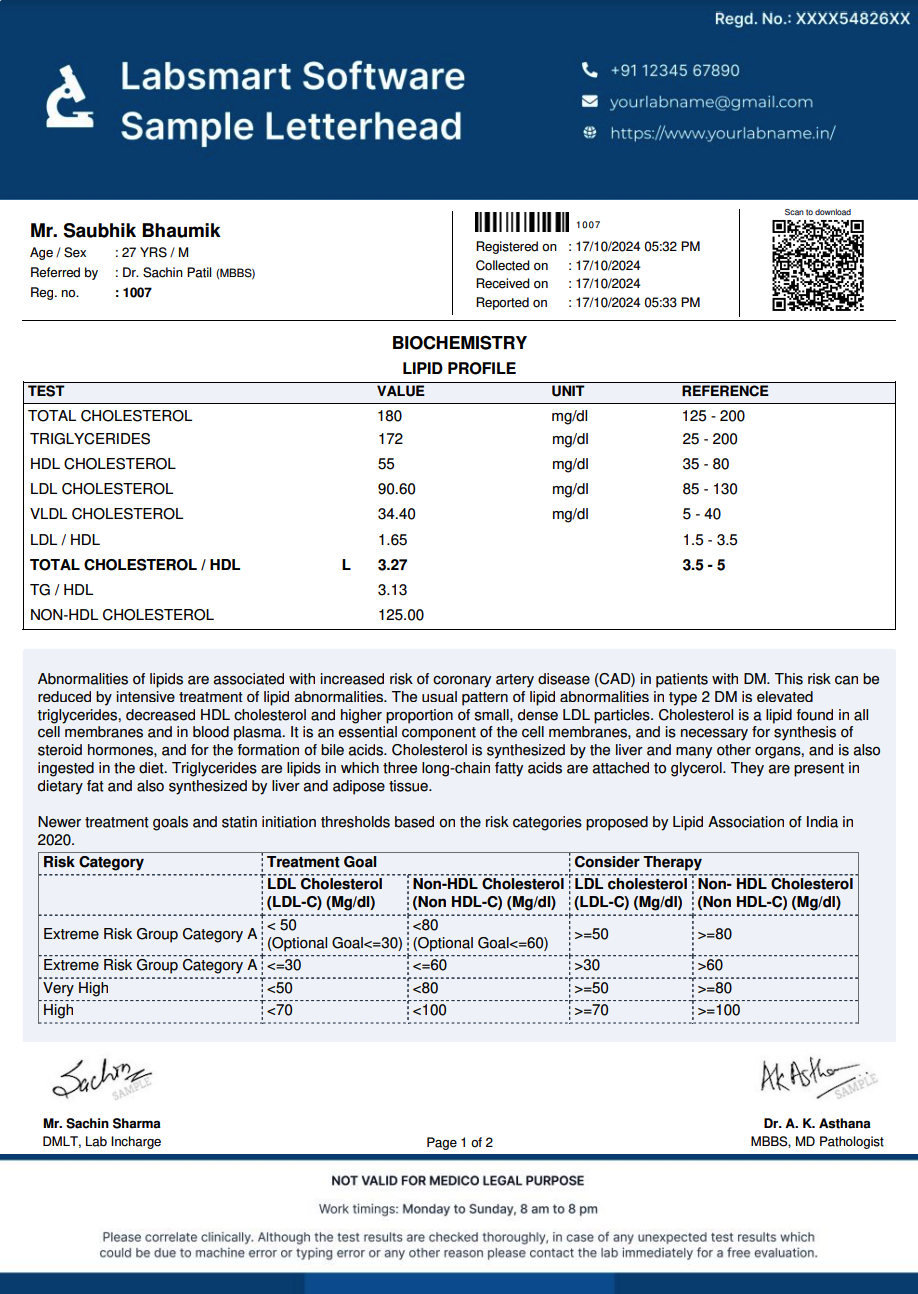 Regd. No.: XXXX54826XX
Labsmart Software
Sample Letterhead
+91 12345 67890
yourlabname@gmail.com
https://www.yourlabname.in/
Mr. Saubhik Bhaumik
Age / Sex : 27 YRS / M
Referred by : Dr. Sachin Patil (MBBS)
Reg. no. : 1007
1007
Registered on : 17/10/2024 05:32 PM
Collected on : 17/10/2024
Received on : 17/10/2024
Reported on : 17/10/2024 05:33 PM
Scan to download
BIOCHEMISTRY
LIPID PROFILE
TEST VALUE UNIT REFERENCE
TOTAL CHOLESTEROL 180 mg/dl 125 - 200
TRIGLYCERIDES 172 mg/dl 25 - 200
HDL CHOLESTEROL 55 mg/dl 35 - 80
LDL CHOLESTEROL 90.60 mg/dl 85 - 130
VLDL CHOLESTEROL 34.40 mg/dl 5 - 40
LDL / HDL 1.65 1.5 - 3.5
TOTAL CHOLESTEROL / HDL L 3.27 3.5 - 5
TG / HDL 3.13
NON-HDL CHOLESTEROL 125.00
Abnormalities of lipids are associated with increased risk of coronary artery disease (CAD) in patients with DM. This risk can be
reduced by intensive treatment of lipid abnormalities. The usual pattern of lipid abnormalities in type 2 DM is elevated
triglycerides, decreased HDL cholesterol and higher proportion of small, dense LDL particles. Cholesterol is a lipid found in all
cell membranes and in blood plasma. It is an essential component of the cell membranes, and is necessary for synthesis of
steroid hormones, and for the formation of bile acids. Cholesterol is synthesized by the liver and many other organs, and is also
ingested in the diet. Triglycerides are lipids in which three long-chain fatty acids are attached to glycerol. They are present in
dietary fat and also synthesized by liver and adipose tissue.
Newer treatment goals and statin initiation thresholds based on the risk categories proposed by Lipid Association of India in
2020.
Risk Category Treatment Goal Consider Therapy
LDL Cholesterol Non-HDL Cholesterol LDL cholesterol Non- HDL Cholesterol
(LDL-C) (Mg/dl) (Non HDL-C) (Mg/dl) (LDL-C) (Mg/dl) (Non HDL-C) (Mg/dl)
Extreme Risk Group Category A < 50 <80 >=50 >=80
(Optional Goal<=30) (Optional Goal<=60)
Extreme Risk Group Category A <=30 <=60 >30 >60
Very High <50 <80 >=50 >=80
High <70 <100 >=70 >=100
Sachin
SAMPLE
AkAsthan
SAMPLE
Mr. Sachin Sharma
DMLT, Lab Incharge
Page 1 of 2
Dr. A. K. Asthana
MBBS, MD Pathologist
NOT VALID FOR MEDICO LEGAL PURPOSE
Work timings: Monday to Sunday, 8 am to 8 pm
Please correlate clinically. Although the test results are checked thoroughly, in case of any unexpected test results which
could be due to machine error or typing error or any other reason please contact the lab immediately for a free evaluation.